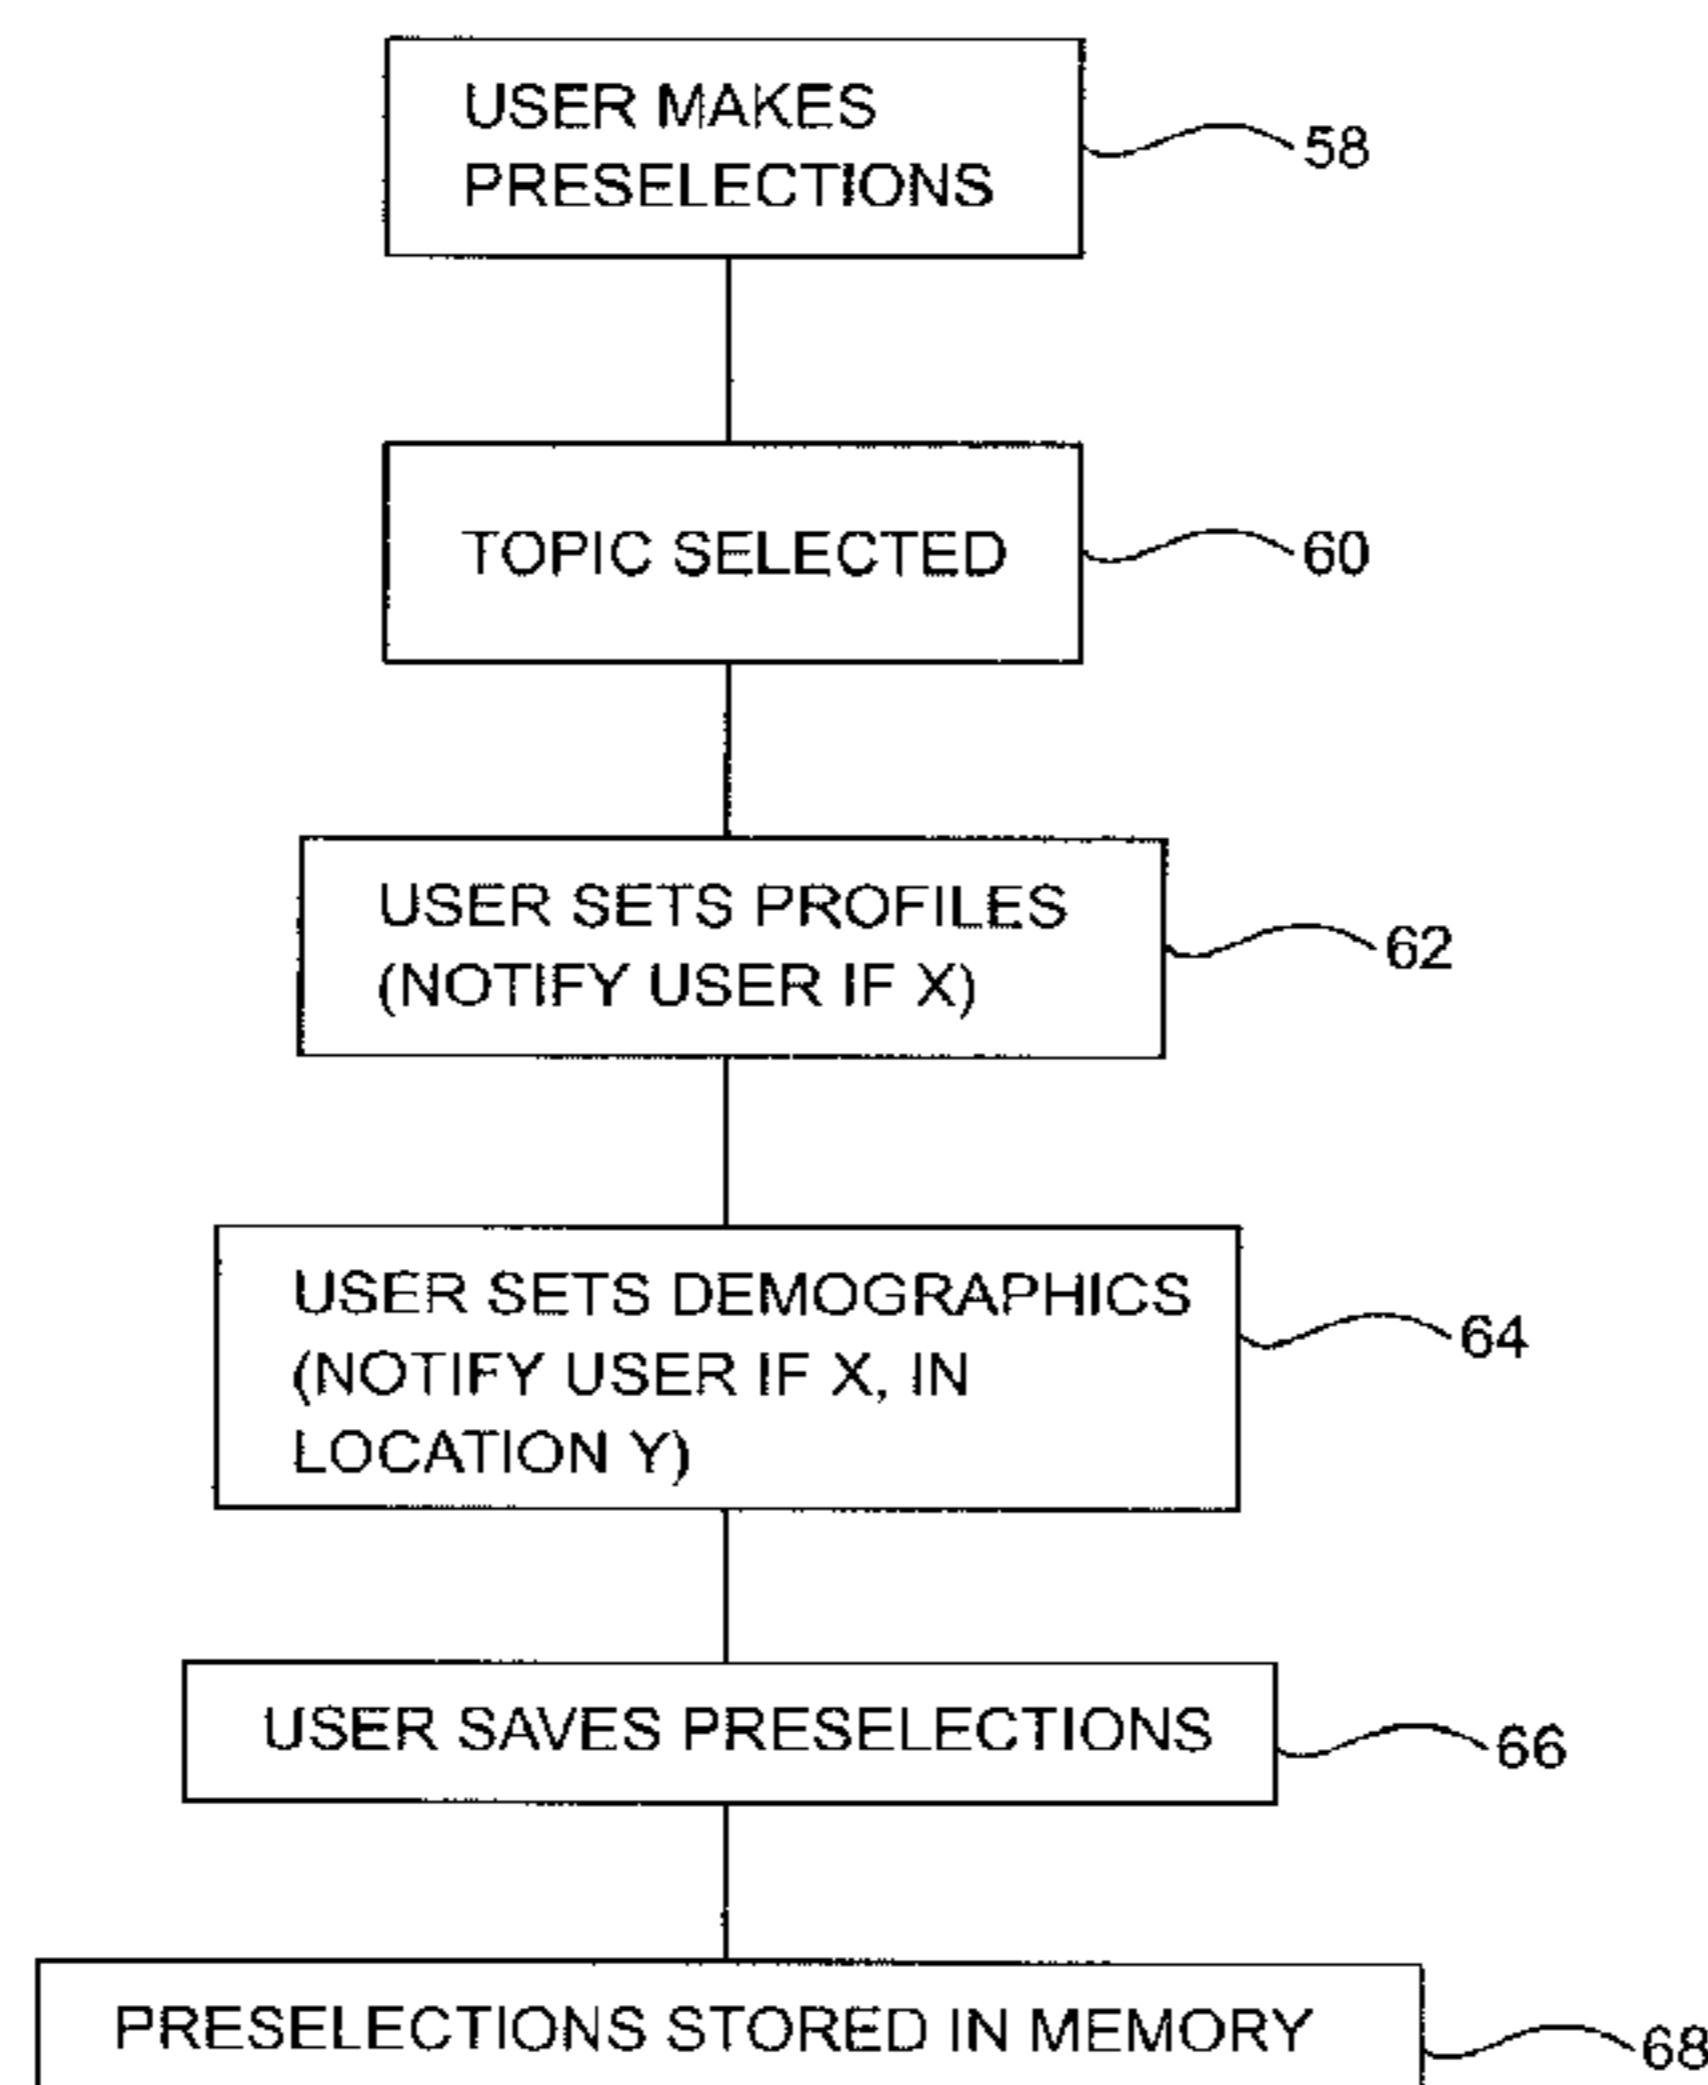 USER MAKES
PRESELECTIONS
58
TOPIC SELECTED
60
USER SETS PROFILES
(NOTIFY USER IF X)
62
USER SETS DEMOGRAPHICS
(NOTIFY USER IF X, IN
LOCATION Y)
64
USER SAVES PRESELECTIONS
66
PRESELECTIONS STORED IN MEMORY
68